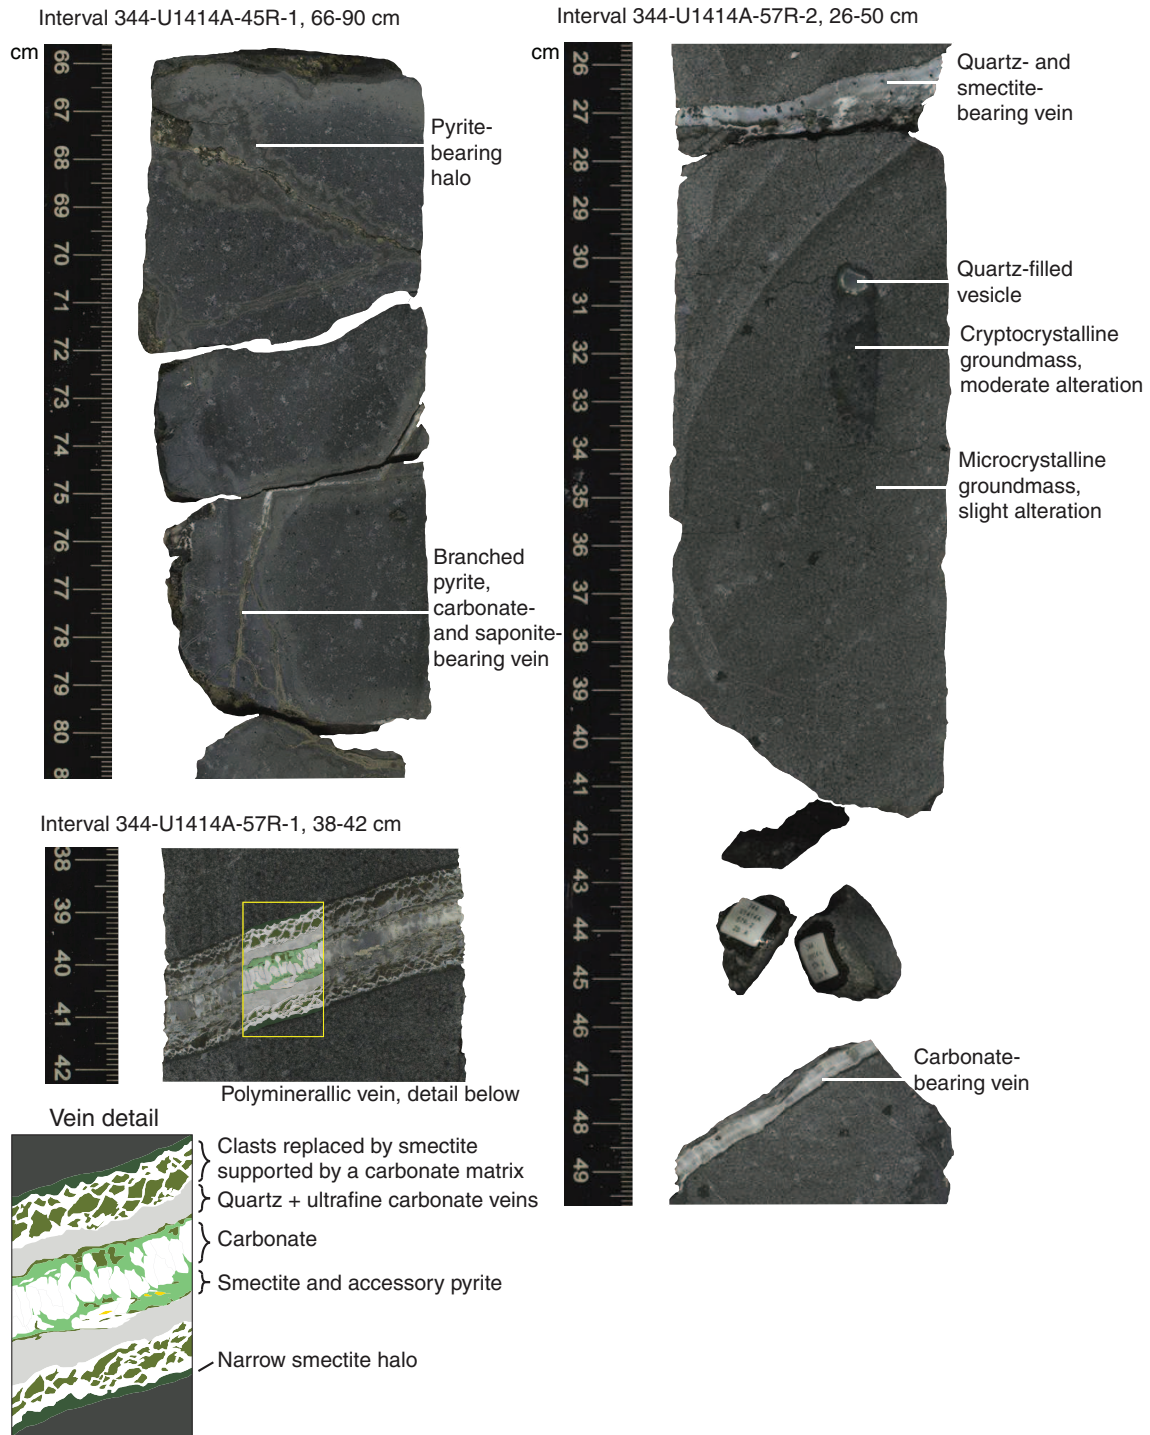 Interval 344-U1414A-45R-1, 66-90 cm
cm
66
67
68
69
70
71
72
73
74
75
76
77
78
79
80
8
Pyrite-
bearing
halo
Branched
pyrite,
carbonate-
and saponite-
bearing vein
Interval 344-U1414A-57R-1, 38-42 cm
38
39
40
41
42
Polyminerallic vein, detail below
Vein detail
Clasts replaced by smectite
supported by a carbonate matrix
Quartz + ultrafine carbonate veins
Carbonate
Smectite and accessory pyrite
Narrow smectite halo
Interval 344-U1414A-57R-2, 26-50 cm
cm
26
27
28
29
30
31
32
33
34
35
36
37
38
39
40
41
42
43
44
45
46
47
48
49
Quartz- and
smectite-
bearing vein
Quartz-filled
vesicle
Cryptocrystalline
groundmass,
moderate alteration
Microcrystalline
groundmass,
slight alteration
Carbonate-
bearing vein